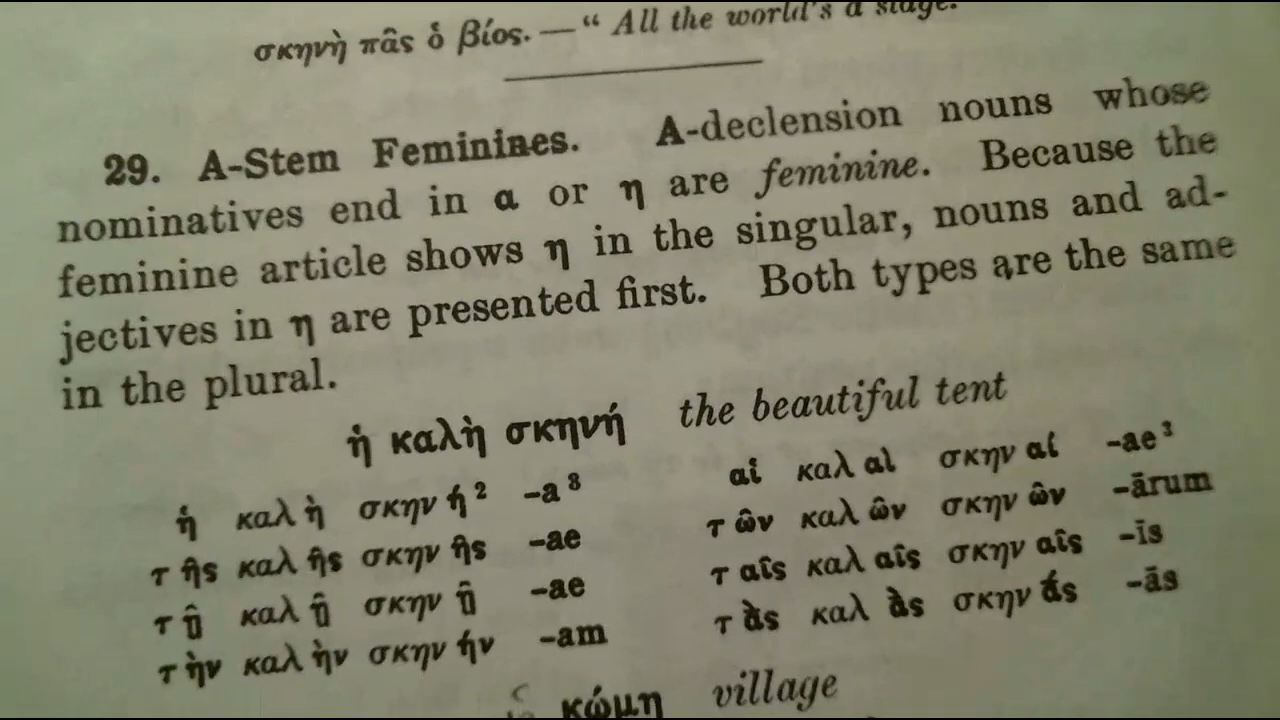 σκηνὴ πᾶς ὁ βίος. — “ All the world's a stage.
29. A-Stem Feminines. A-declension nouns whose
nominatives end in α or η are feminine. Because the
feminine article shows η in the singular, nouns and ad-
jectives in η are presented first. Both types are the same
in the plural.
ἡ καλὴ σκηνή the beautiful tent
ἡ καλ ὴ σκην ή² -a³ αἱ καλ αὶ σκην αί -ae³
τ ῆς καλ ῆς σκην ῆς -ae τ ῶν καλ ῶν σκην ῶν -ārum
τ ῇ καλ ῇ σκην ῇ -ae τ αῖς καλ αῖς σκην αῖς -īs
τ ὴν καλ ὴν σκην ήν -am τ ὰ̄ς καλ ὰ̄ς σκην ά̄ς -ās
κώμη village